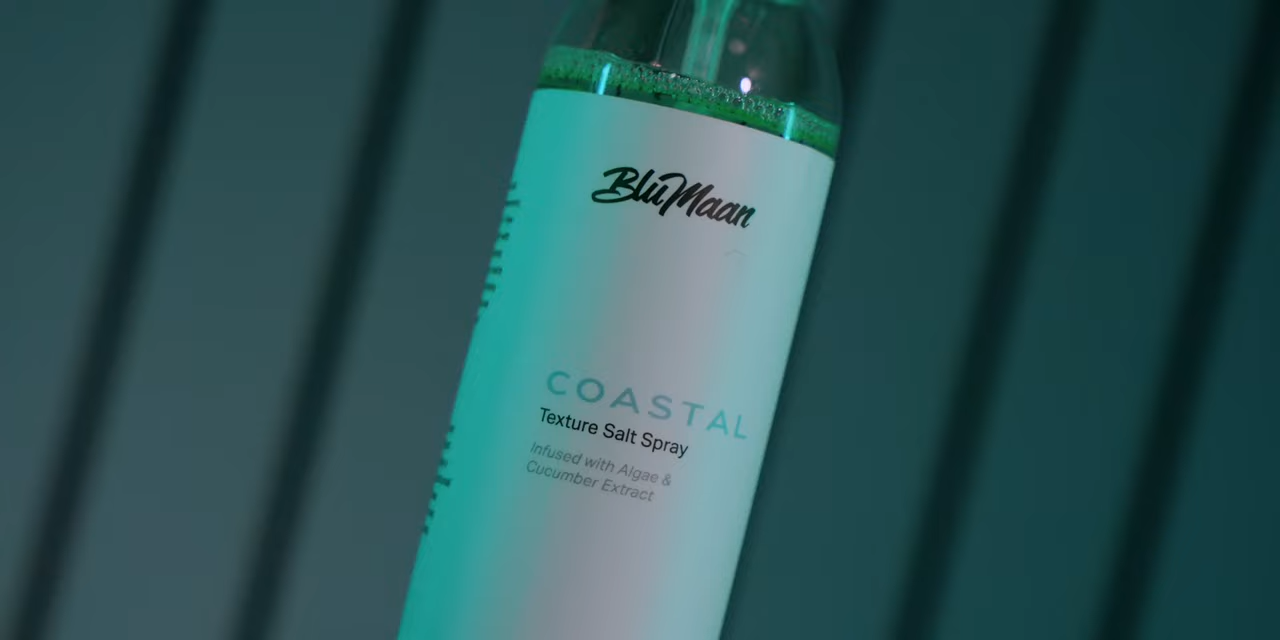 BluMaan
COASTAL
Texture Salt Spray
Infused with Algae &
Cucumber Extract